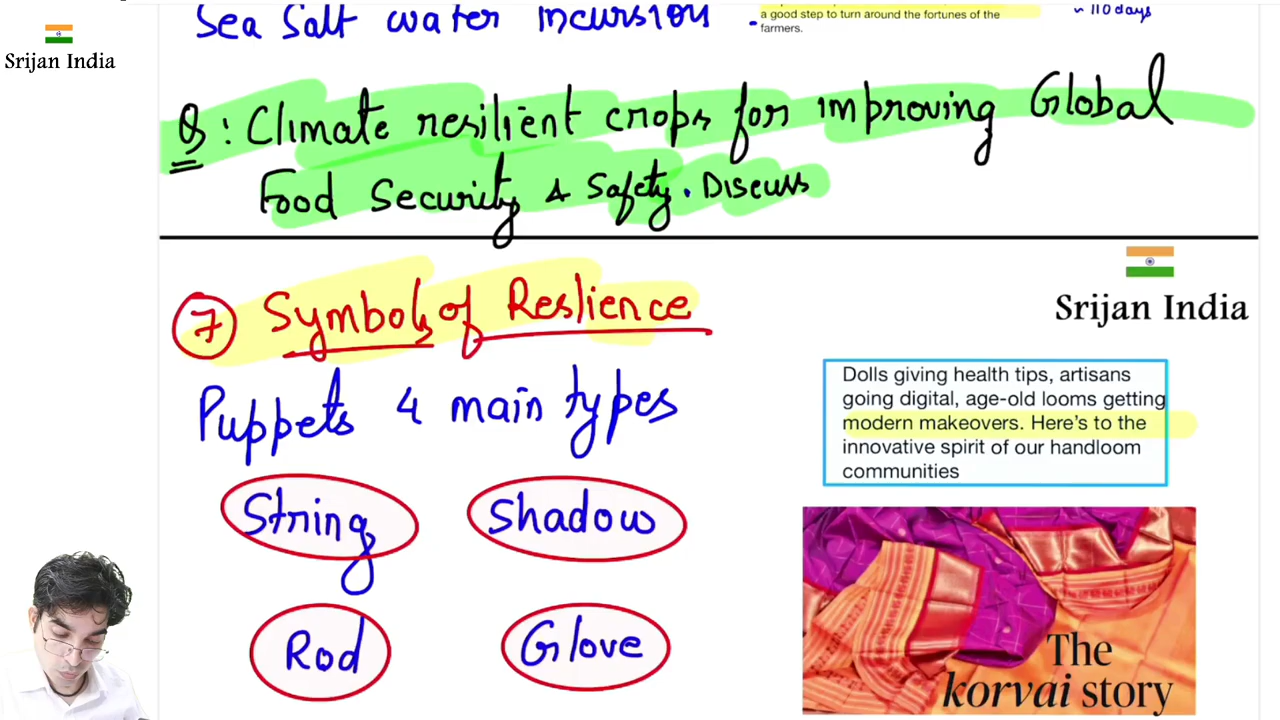 Sea Salt water incursion.
a good step to turn around the fortunes of the
farmers.
~ 110 days
Srijan India
Q: Climate resilient crops for improving Global
Food Security & Safety. Discuss
Srijan India
7 Symbols of Reslience
Puppets 4 main types
String Shadow
Rod Glove
Dolls giving health tips, artisans
going digital, age-old looms getting
modern makeovers. Here's to the
innovative spirit of our handloom
communities
The
korvai story